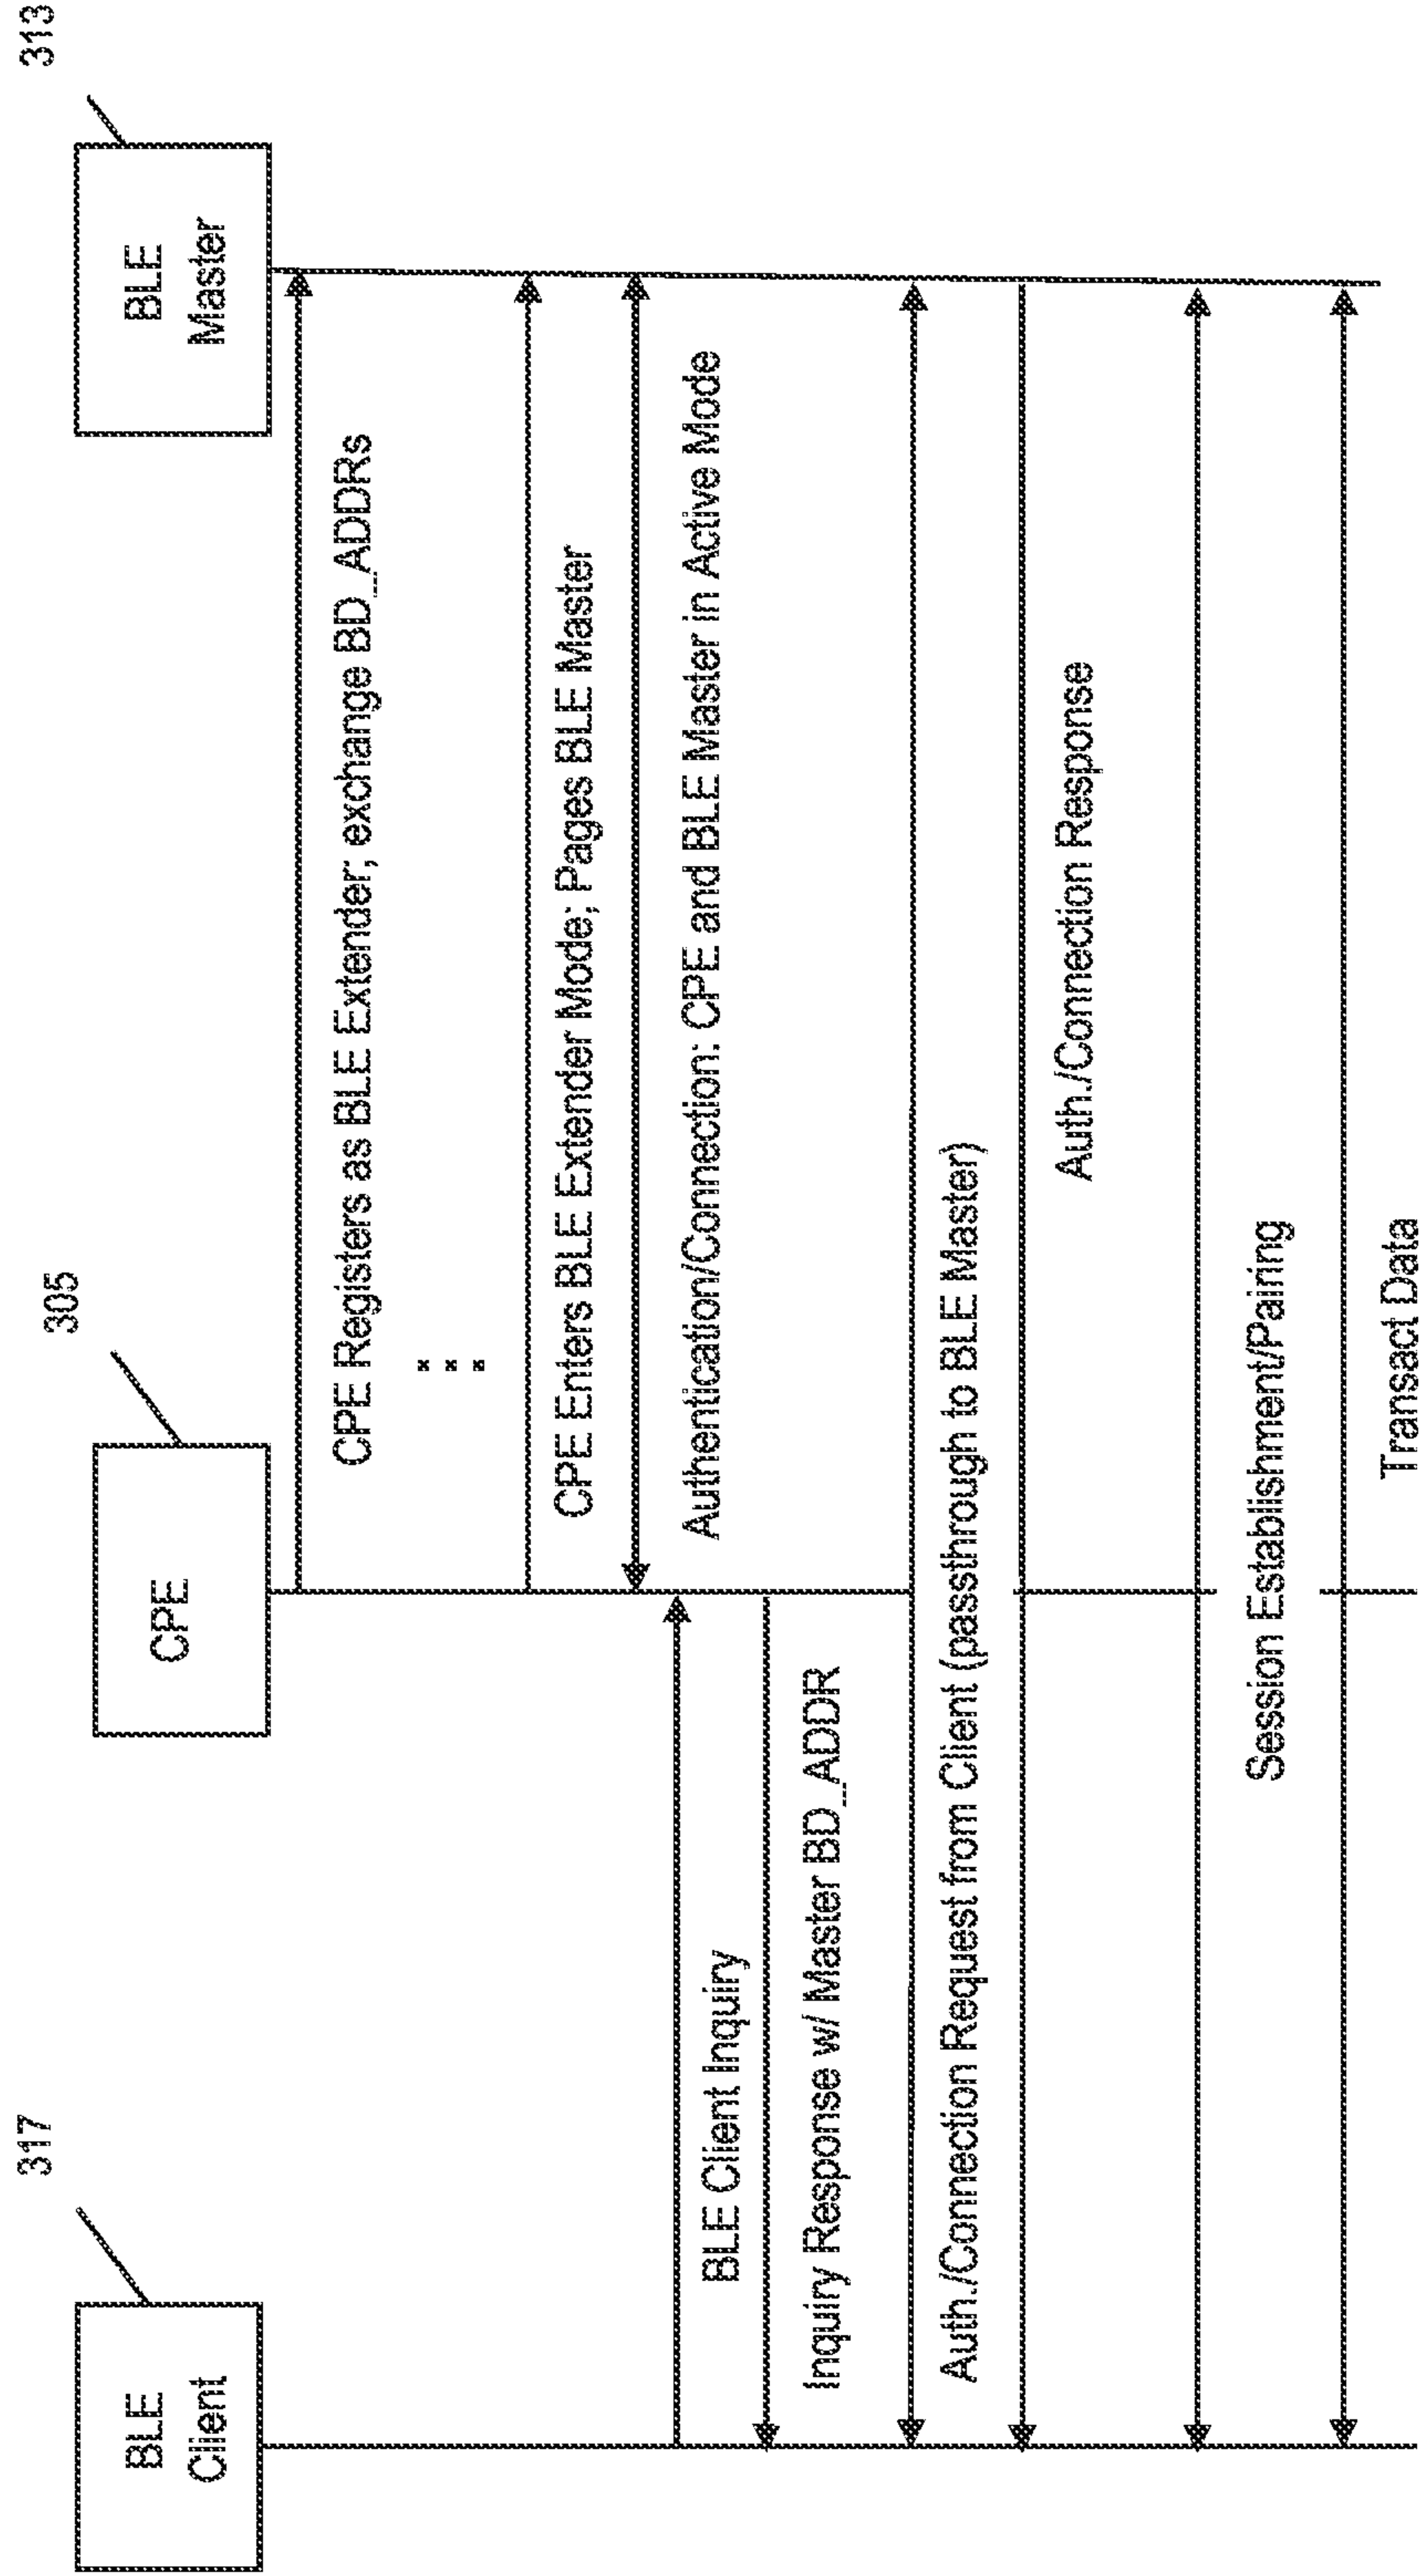 317
305
313
BLE
Client
CPE
BLE
Master
CPE Registers as BLE Extender; exchange BD_ADDRs
CPE Enters BLE Extender Mode; Pages BLE Master
Authentication/Connection: CPE and BLE Master in Active Mode
BLE Client Inquiry
Inquiry Response w/ Master BD_ADDR
Auth./Connection Request from Client (passthrough to BLE Master)
Auth./Connection Response
Session Establishment/Pairing
Transact Data